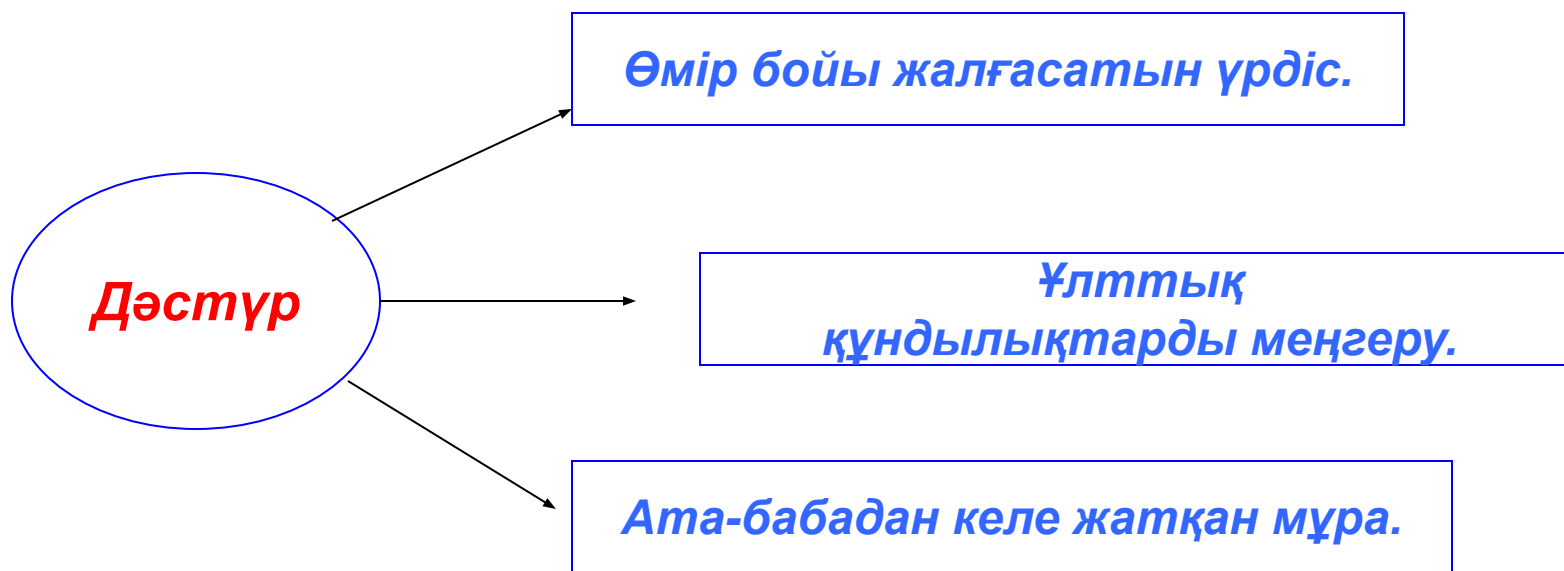 Өмір бойы жалғасатын үрдіс.
Дәстүр
Ұлттық
құндылықтарды меңгеру.
Ата-бабадан келе жатқан мұра.